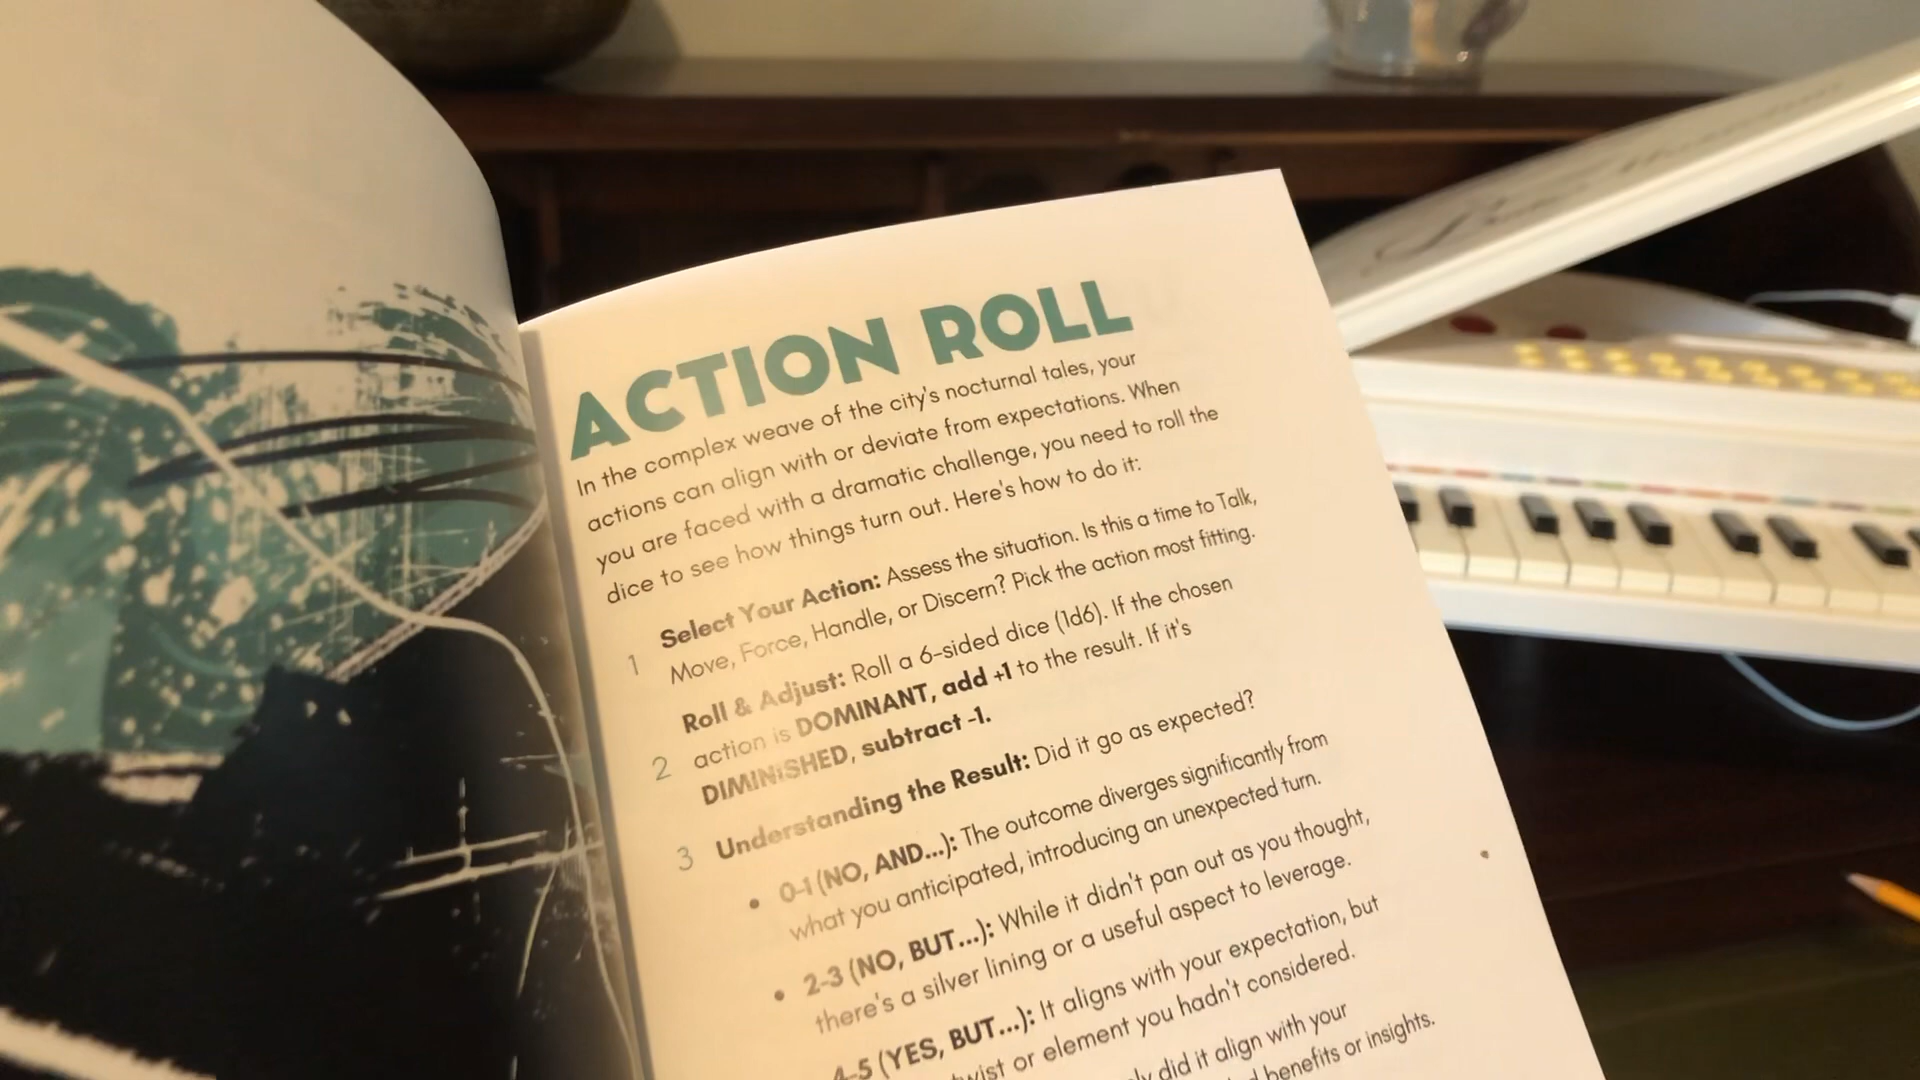 ACTION ROLL
In the complex weave of the city's nocturnal tales, your
actions can align with or deviate from expectations. When
you are faced with a dramatic challenge, you need to roll the
dice to see how things turn out. Here's how to do it:
1 Select Your Action: Assess the situation. Is this a time to Talk,
Move, Force, Handle, or Discern? Pick the action most fitting.
2 Roll & Adjust: Roll a 6-sided dice (1d6). If the chosen
action is DOMINANT, add +1 to the result. If it's
DIMINISHED, subtract -1.
3 Understanding the Result: Did it go as expected?
• 0-1 (NO, AND...): The outcome diverges significantly from
what you anticipated, introducing an unexpected turn.
• 2-3 (NO, BUT...): While it didn't pan out as you thought,
there's a silver lining or a useful aspect to leverage.
4-5 (YES, BUT...): It aligns with your expectation, but
twist or element you hadn't considered.
did it align with your
benefits or insights.